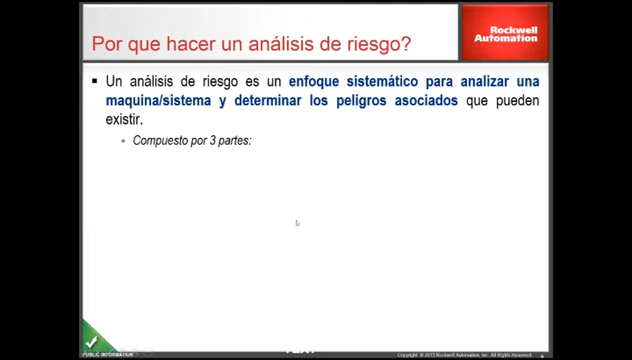 Rockwell
Automation
Por que hacer un análisis de riesgo?
▪ Un análisis de riesgo es un enfoque sistemático para analizar una
maquina/sistema y determinar los peligros asociados que pueden
existir.
• Compuesto por 3 partes:
PUBLIC INFORMATION
Copyright © 2013 Rockwell Automation, Inc. All Rights Reserved.